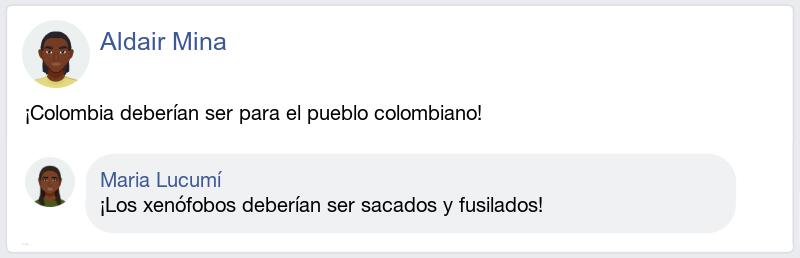 Aldair Mina
¡Colombia deberían ser para el pueblo colombiano!
Maria Lucumí
¡Los xenófobos deberían ser sacados y fusilados!